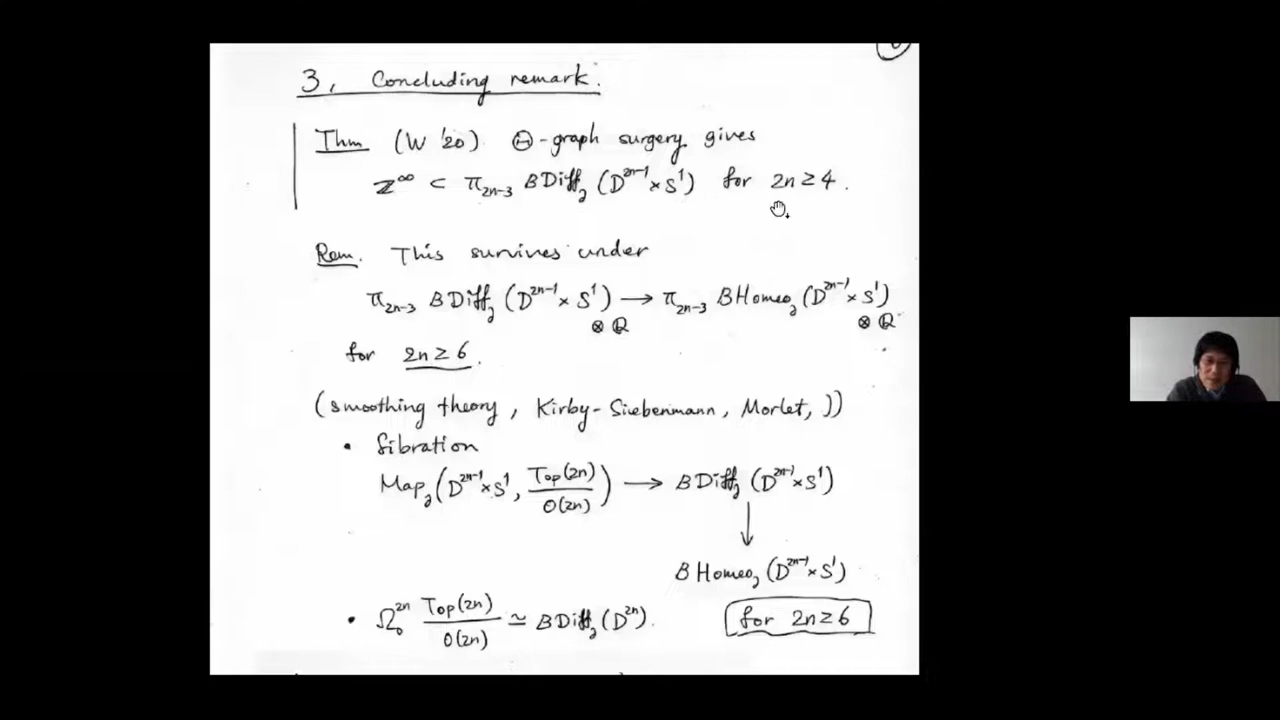 3, Concluding remark.
Thm (W '20). Θ-graph surgery gives
ℤ^∞ ⊂ π_{2n-3} BDiff_∂ (D^{2n-1} × S^1) for 2n ≥ 4.
Rem. This survives under
π_{2n-3} BDiff_∂ (D^{2n-1} × S^1) ⊗ ℚ → π_{2n-3} BHomeo_∂ (D^{2n-1} × S^1) ⊗ ℚ
for 2n ≥ 6.
(smoothing theory, Kirby-Siebenmann, Morlet, ))
• fibration
Map_∂ (D^{2n-1} × S^1, Top(2n)/O(2n)) → BDiff_∂ (D^{2n-1} × S^1)
↓
BHomeo_∂ (D^{2n-1} × S^1)
• Ω_0^{2n} Top(2n)/O(2n) ≃ BDiff_∂ (D^{2n}). for 2n ≥ 6